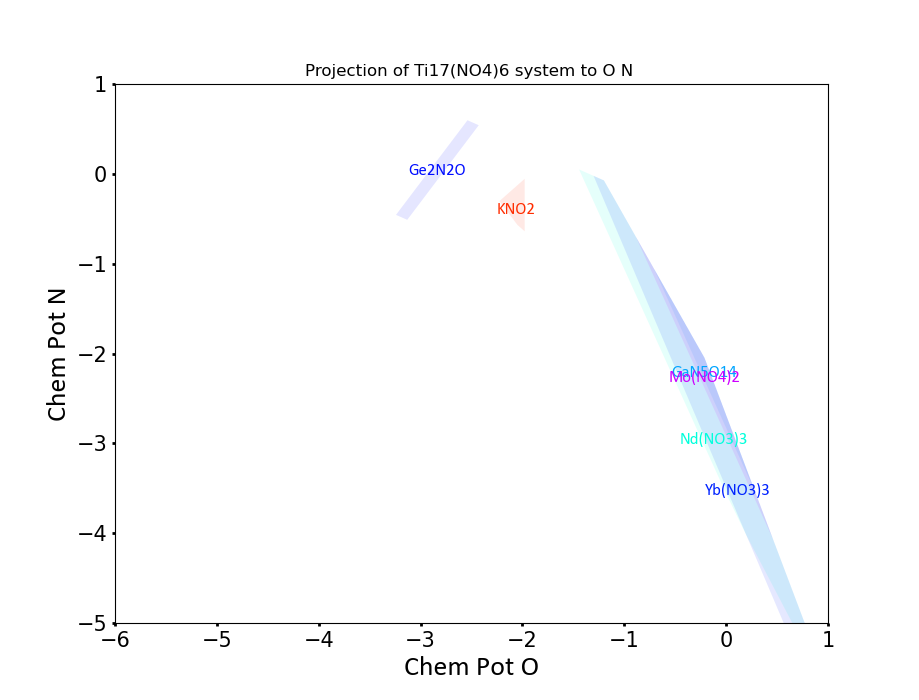 Projection of Ti17(NO4)6 system to O N
1
0
−1
−2
−3
−4
−5
Chem Pot N
Ge2N2O
KNO2
GaN5O14
Mo(NO4)2
Nd(NO3)3
Yb(NO3)3
−6
−5
−4
−3
−2
−1
0
1
Chem Pot O